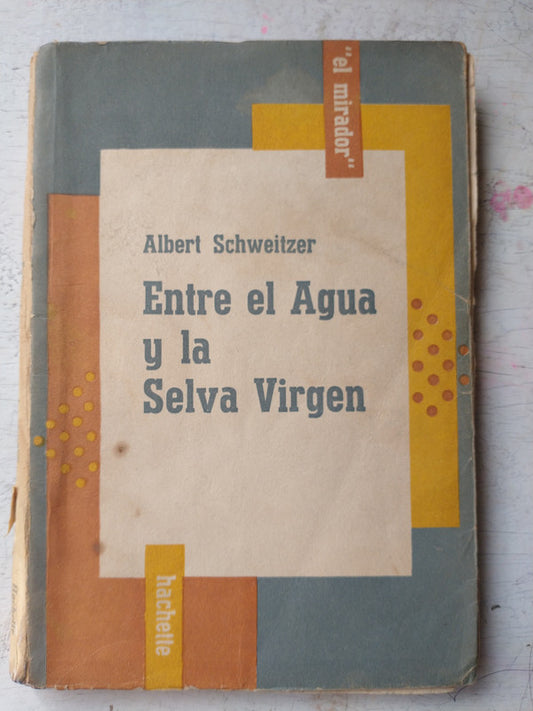 "el mirador"
Albert Schweitzer
Entre el Agua
y la
Selva Virgen
hachette